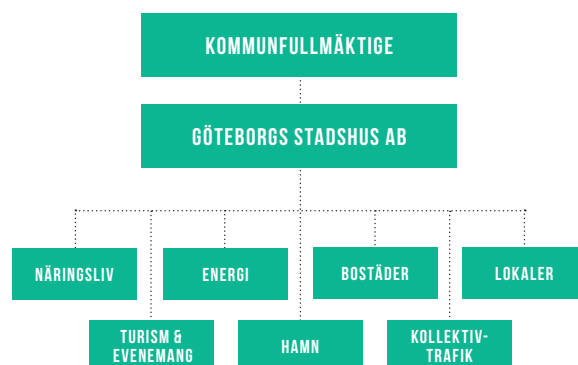 KOMMUNFULLMÄKTIGE
GÖTEBORGS STADSHUS AB
NÄRINGSLIV
ENERGI
BOSTÄDER
LOKALER
TURISM &
EVENEMANG
HAMN
KOLLEKTIV-
TRAFIK